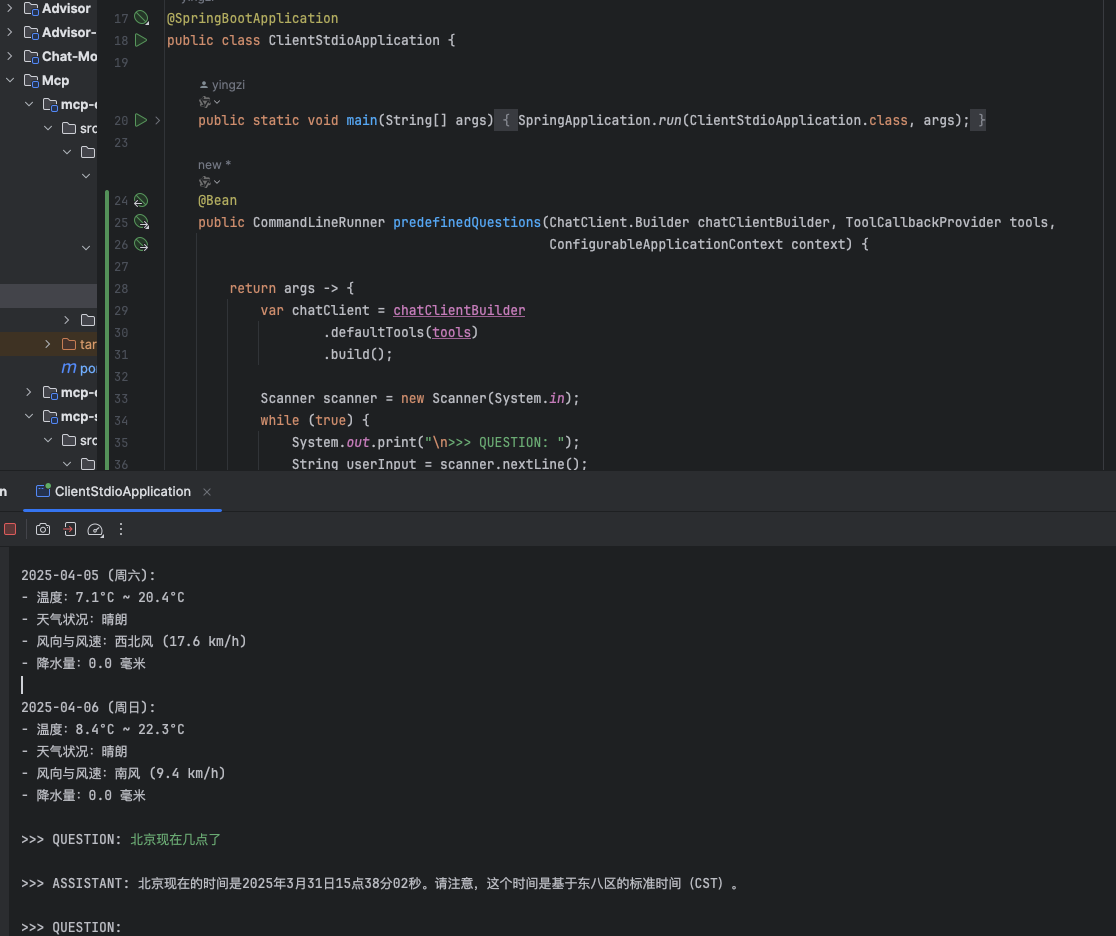 yingzi
Advisor
Advisor-
Chat-Mo
Mcp
mcp-c
src
tar
m por
mcp-c
mcp-s
src
17 @SpringBootApplication
18 public class ClientStdioApplication {
19
yingzi
20 public static void main(String[] args) { SpringApplication.run(ClientStdioApplication.class, args); }
23
new *
24 @Bean
25 public CommandLineRunner predefinedQuestions(ChatClient.Builder chatClientBuilder, ToolCallbackProvider tools,
26 ConfigurableApplicationContext context) {
27
28 return args -> {
29 var chatClient = chatClientBuilder
30 .defaultTools(tools)
31 .build();
32
33 Scanner scanner = new Scanner(System.in);
34 while (true) {
35 System.out.print("\n>>> QUESTION: ");
36 String userInput = scanner.nextLine();
n
ClientStdioApplication ×
2025-04-05 (周六):
- 温度: 7.1°C ~ 20.4°C
- 天气状况: 晴朗
- 风向与风速: 西北风 (17.6 km/h)
- 降水量: 0.0 毫米
2025-04-06 (周日):
- 温度: 8.4°C ~ 22.3°C
- 天气状况: 晴朗
- 风向与风速: 南风 (9.4 km/h)
- 降水量: 0.0 毫米
>>> QUESTION: 北京现在几点了
>>> ASSISTANT: 北京现在的时间是2025年3月31日15点38分02秒。请注意，这个时间是基于东八区的标准时间（CST）。
>>> QUESTION: